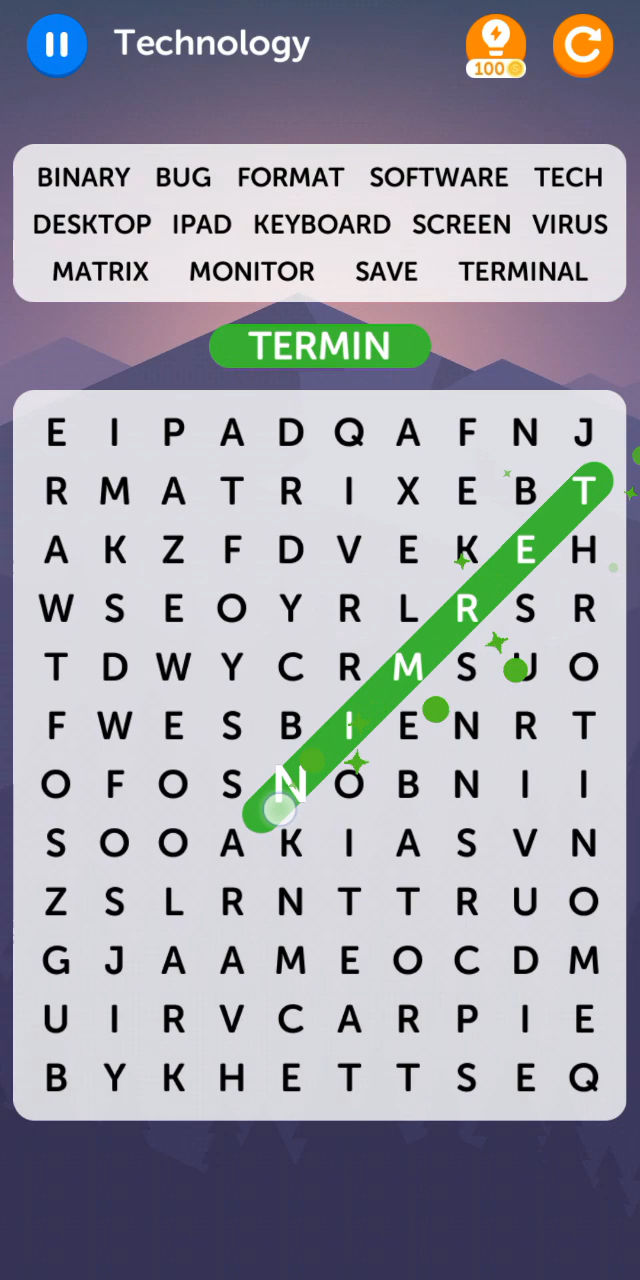 Technology
100
BINARY BUG FORMAT SOFTWARE TECH
DESKTOP IPAD KEYBOARD SCREEN VIRUS
MATRIX MONITOR SAVE TERMINAL
TERMIN
E I P A D Q A F N J
R M A T R I X E B T
A K Z F D V E K E H
W S E O Y R L R S R
T D W Y C R M S U O
F W E S B I E N R T
O F O S N O B N I I
S O O A K I A S V N
Z S L R N T T R U O
G J A A M E O C D M
U I R V C A R P I E
B Y K H E T T S E Q